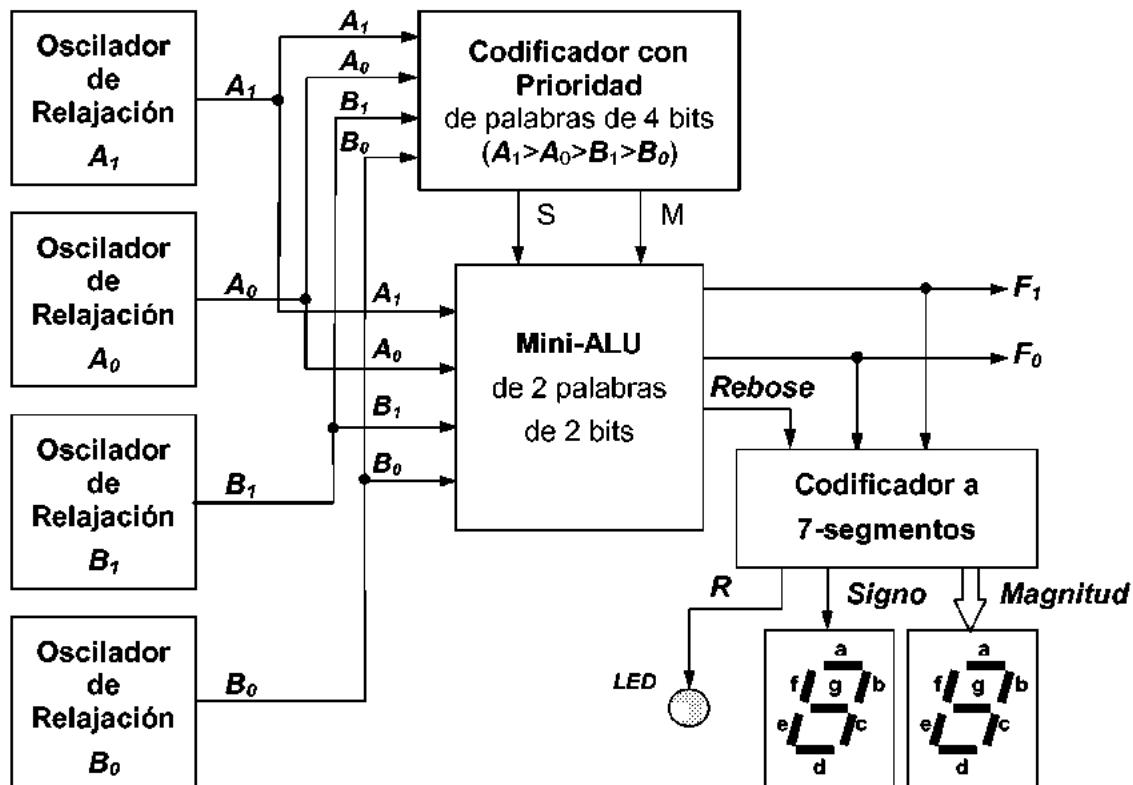 Oscilador
de
Relajación
A₁
Oscilador
de
Relajación
A₀
Oscilador
de
Relajación
B₁
Oscilador
de
Relajación
B₀
A₁
A₀
B₁
B₀
A₁
A₀
B₁
B₀
Codificador con
Prioridad
de palabras de 4 bits
(A₁>A₀>B₁>B₀)
S
M
A₁
A₀
B₁
B₀
Mini-ALU
de 2 palabras
de 2 bits
F₁
F₀
Rebose
Codificador a
7-segmentos
R
Signo
Magnitud
LED
a
f
g
b
e
c
d
a
f
g
b
e
c
d